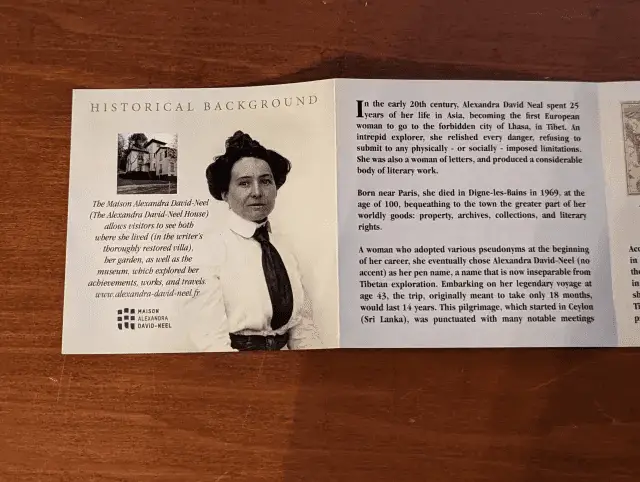 HISTORICAL BACKGROUND
The Maison Alexandra David-Neel
(The Alexandra David-Neel House)
allows visitors to see both
where she lived (in the writer's
thoroughly restored villa),
her garden, as well as the
museum, which explored her
achievements, works, and travels.
www.alexandra-david-neel.fr
MAISON
ALEXANDRA
DAVID-NEEL
In the early 20th century, Alexandra David Neal spent 25
years of her life in Asia, becoming the first European
woman to go to the forbidden city of Lhasa, in Tibet. An
intrepid explorer, she relished every danger, refusing to
submit to any physically - or socially - imposed limitations.
She was also a woman of letters, and produced a considerable
body of literary work.
Born near Paris, she died in Digne-les-Bains in 1969, at the
age of 100, bequeathing to the town the greater part of her
worldly goods: property, archives, collections, and literary
rights.
A woman who adopted various pseudonyms at the beginning
of her career, she eventually chose Alexandra David-Neel (no
accent) as her pen name, a name that is now inseparable from
Tibetan exploration. Embarking on her legendary voyage at
age 43, the trip, originally meant to take only 18 months,
would last 14 years. This pilgrimage, which started in Ceylon
(Sri Lanka), was punctuated with many notable meetings